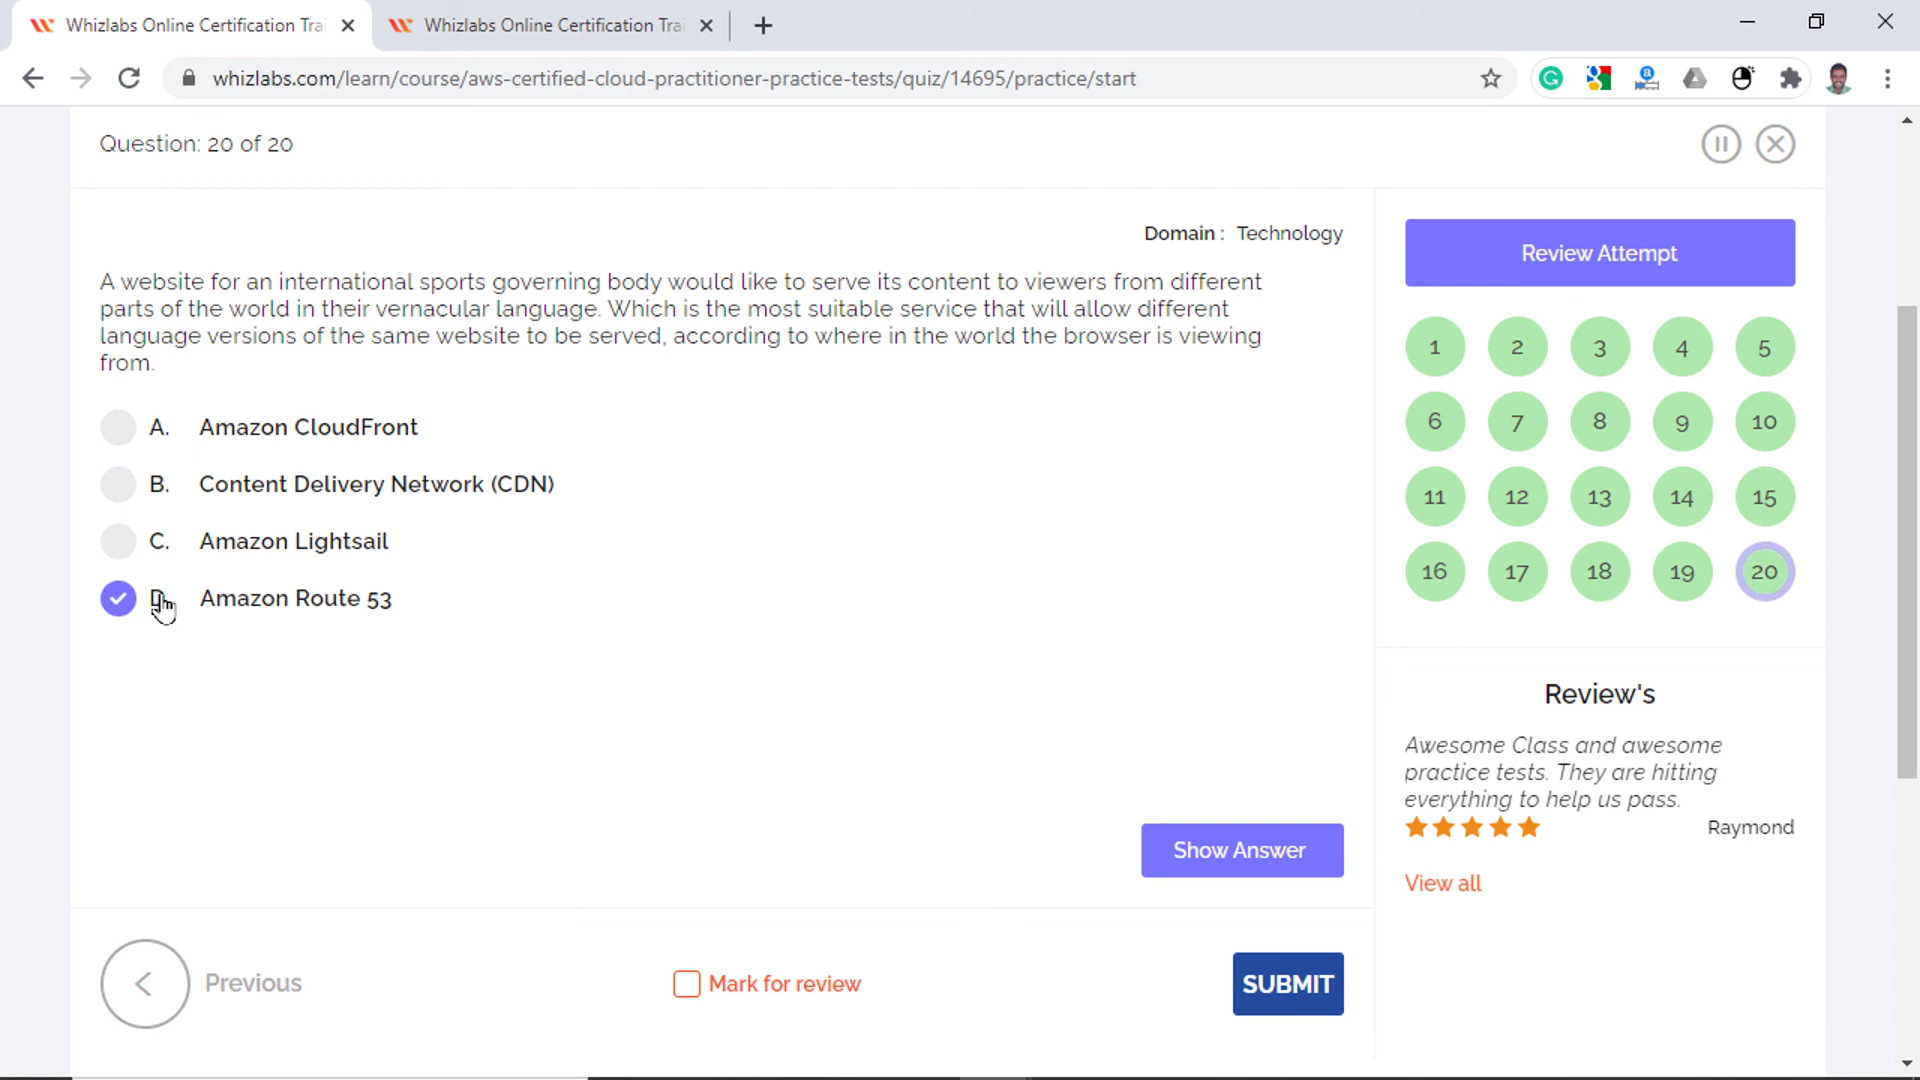 Whizlabs Online Certification Trai
Whizlabs Online Certification Trai
whizlabs.com/learn/course/aws-certified-cloud-practitioner-practice-tests/quiz/14695/practice/start
Question: 20 of 20
Domain : Technology
A website for an international sports governing body would like to serve its content to viewers from different
parts of the world in their vernacular language. Which is the most suitable service that will allow different
language versions of the same website to be served, according to where in the world the browser is viewing
from.
A. Amazon CloudFront
B. Content Delivery Network (CDN)
C. Amazon Lightsail
D. Amazon Route 53
Show Answer
Previous
Mark for review
SUBMIT
Review Attempt
1 2 3 4 5
6 7 8 9 10
11 12 13 14 15
16 17 18 19 20
Review's
Awesome Class and awesome
practice tests. They are hitting
everything to help us pass.
Raymond
View all